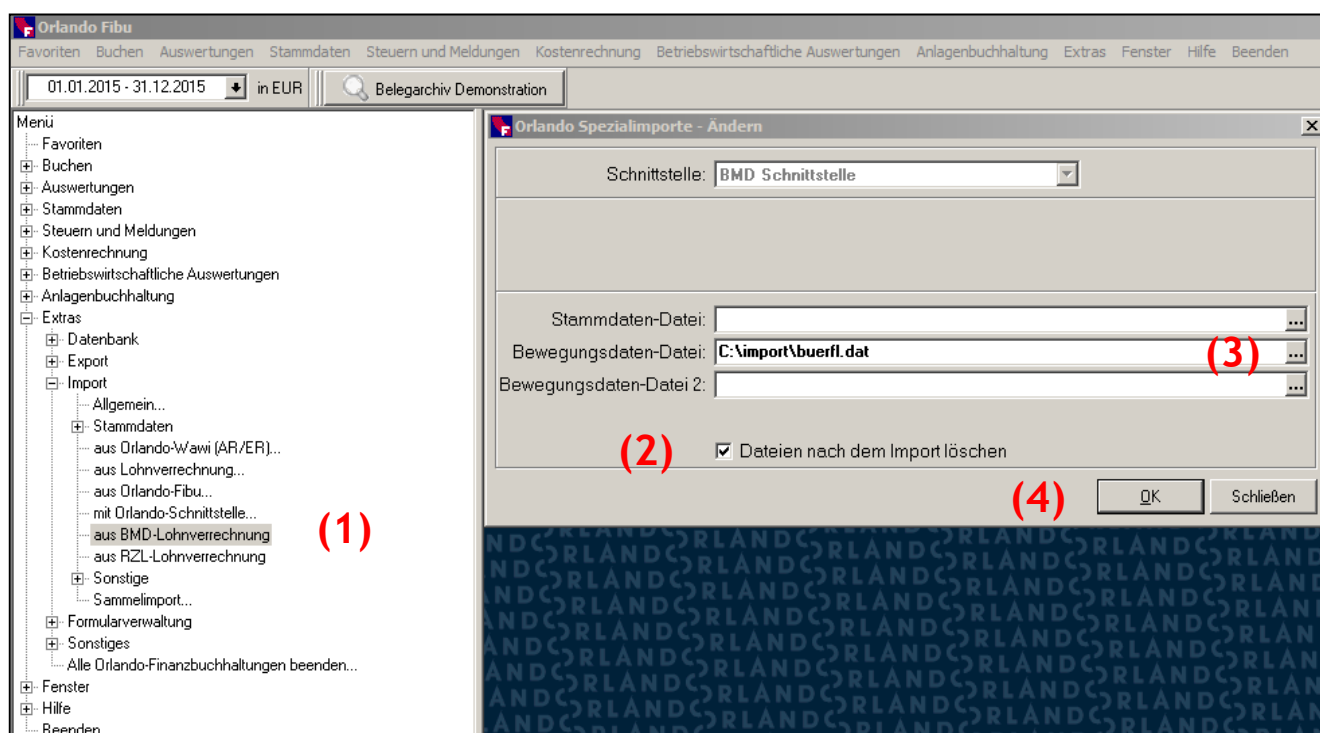 Orlando Fibu
Favoriten Buchen Auswertungen Stammdaten Steuern und Meldungen Kostenrechnung Betriebswirtschaftliche Auswertungen Anlagenbuchhaltung Extras Fenster Hilfe Beenden
01.01.2015 - 31.12.2015 in EUR Belegarchiv Demonstration
Menü
Favoriten
Buchen
Auswertungen
Stammdaten
Steuern und Meldungen
Kostenrechnung
Betriebswirtschaftliche Auswertungen
Anlagenbuchhaltung
Extras
Datenbank
Export
Import
Allgemein...
Stammdaten
aus Orlando-Wawi (AR/ER)...
aus Lohnverrechnung...
aus Orlando-Fibu...
mit Orlando-Schnittstelle...
aus BMD-Lohnverrechnung (1)
aus RZL-Lohnverrechnung
Sonstige
Sammelimport...
Formularverwaltung
Sonstiges
Alle Orlando-Finanzbuchhaltungen beenden...
Fenster
Hilfe
Beenden
Orlando Spezialimporte - Ändern
Schnittstelle: BMD Schnittstelle
Stammdaten-Datei: ...
Bewegungsdaten-Datei: C:\import\buerfl.dat (3) ...
Bewegungsdaten-Datei 2: ...
(2) Dateien nach dem Import löschen
(4) OK Schließen